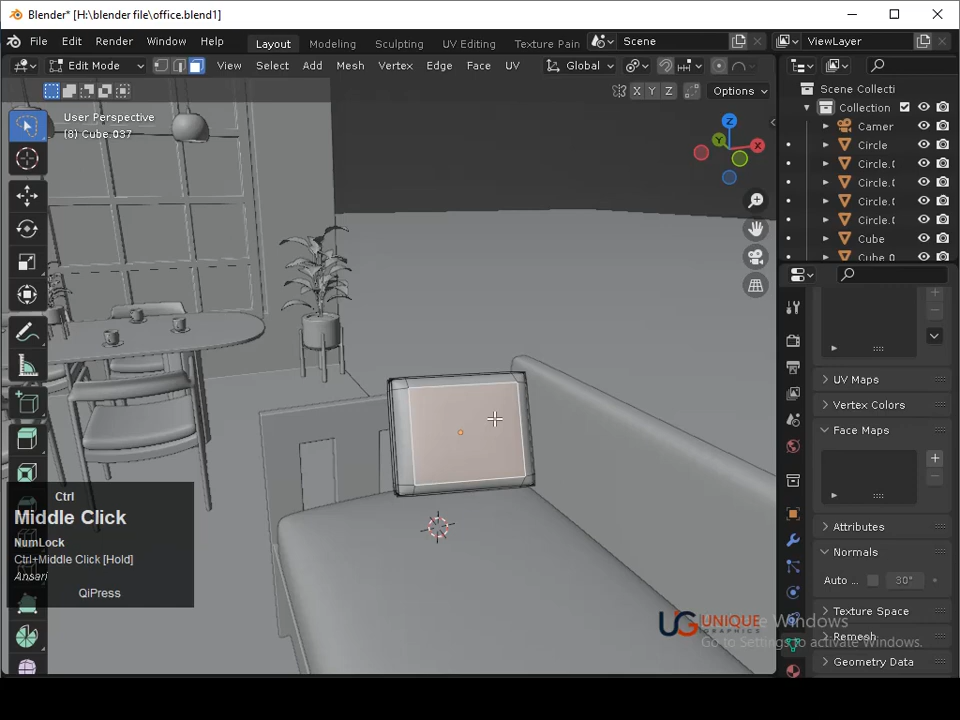 Blender* [H:\blender file\office.blend1]
File Edit Render Window Help Layout Modeling Sculpting UV Editing Texture Pain Scene ViewLayer
Edit Mode View Select Add Mesh Vertex Edge Face UV Global
X Y Z Options
User Perspective
(8) Cube.037
Z
Y
X
Scene Collecti
Collection
Camer
Circle
Circle.0
Circle.0
Circle.0
Circle.0
Cube
Cube 0
UV Maps
Vertex Colors
Face Maps
Attributes
Normals
Auto ... 30°
Texture Space
Remesh
Geometry Data
Ctrl
Middle Click
NumLock
Ctrl+Middle Click [Hold]
Ansari
QiPress
UG UNIQUE
GRAPHICS
Windows
Go to Settings to activate Windows.